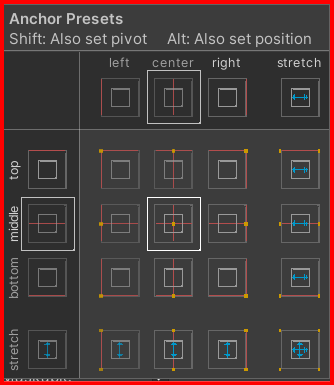 Anchor Presets
Shift: Also set pivot Alt: Also set position
left center right stretch
top
middle
bottom
stretch